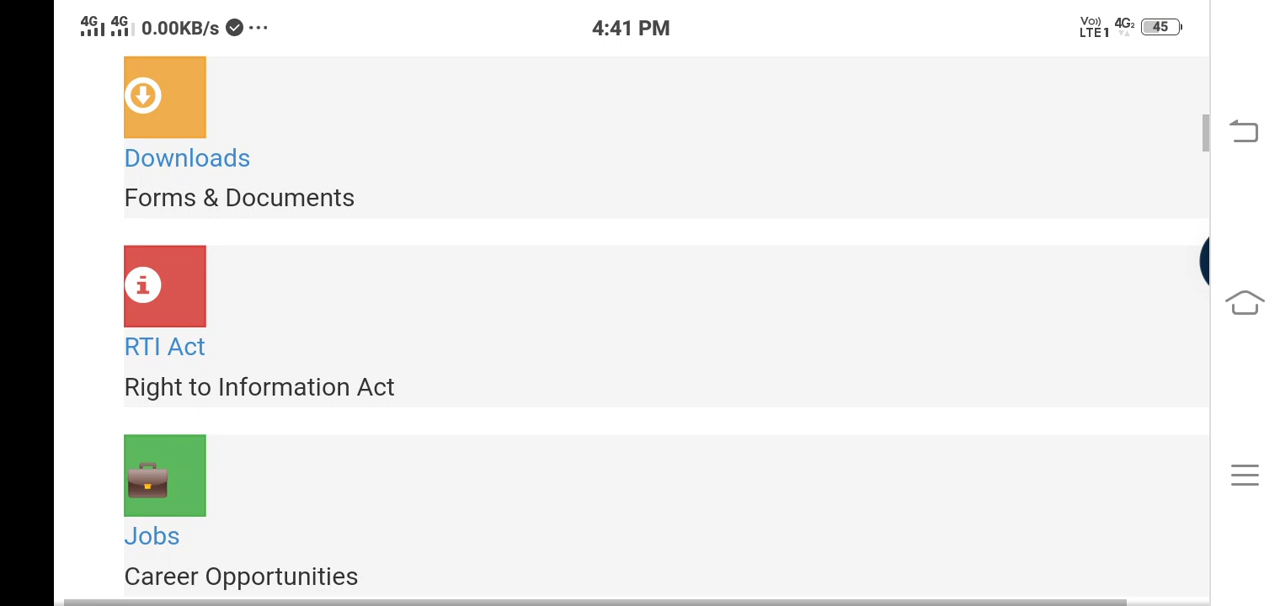 4G 4G 0.00KB/s 4:41 PM Vo)) LTE1 4G2 45
Downloads
Forms & Documents
RTI Act
Right to Information Act
Jobs
Career Opportunities